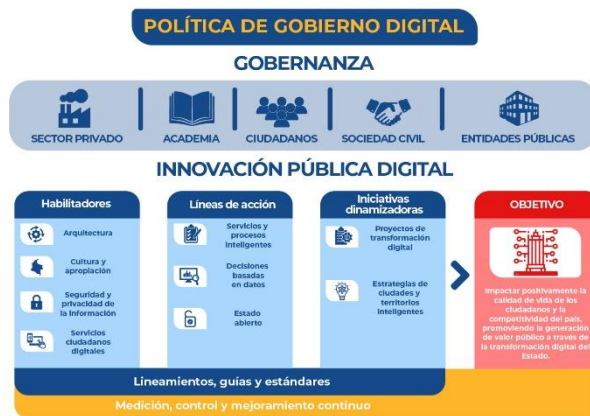 POLÍTICA DE GOBIERNO DIGITAL
GOBERNANZA
SECTOR PRIVADO
ACADEMIA
CIUDADANOS
SOCIEDAD CIVIL
ENTIDADES PÚBLICAS
INNOVACIÓN PÚBLICA DIGITAL
Habilitadores
Arquitectura
Cultura y
apropiación
Seguridad y
privacidad de
la Información
Servicios
ciudadanos
digitales
Líneas de acción
Servicios y
procesos
inteligentes
Decisiones
basadas
en datos
Estado
abierto
Iniciativas
dinamizadoras
Proyectos de
transformación
digital
Estrategias de
ciudades y
territorios
inteligentes
OBJETIVO
Impactar positivamente la
calidad de vida de los
ciudadanos y la
competitividad del país,
promoviendo la generación
de valor público a través de
la transformación digital del
Estado.
Lineamientos, guías y estándares
Medición, control y mejoramiento continuo